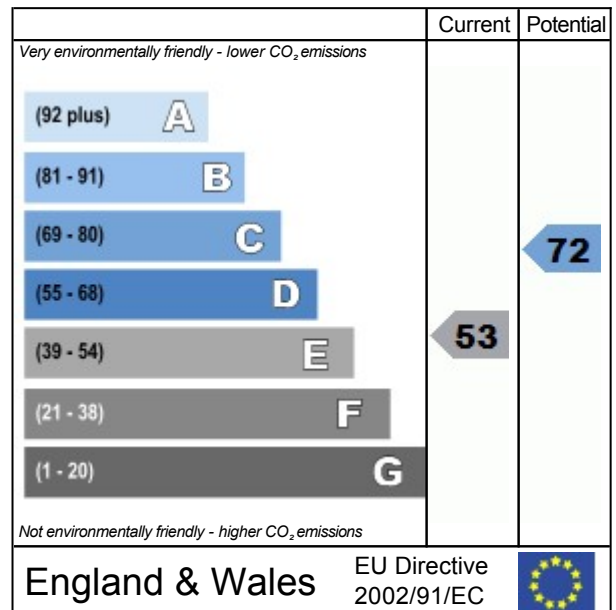 Current Potential
Very environmentally friendly - lower CO₂ emissions
(92 plus) A
(81 - 91) B
(69 - 80) C
72
(55 - 68) D
(39 - 54) E
53
(21 - 38) F
(1 - 20) G
Not environmentally friendly - higher CO₂ emissions
England & Wales
EU Directive
2002/91/EC